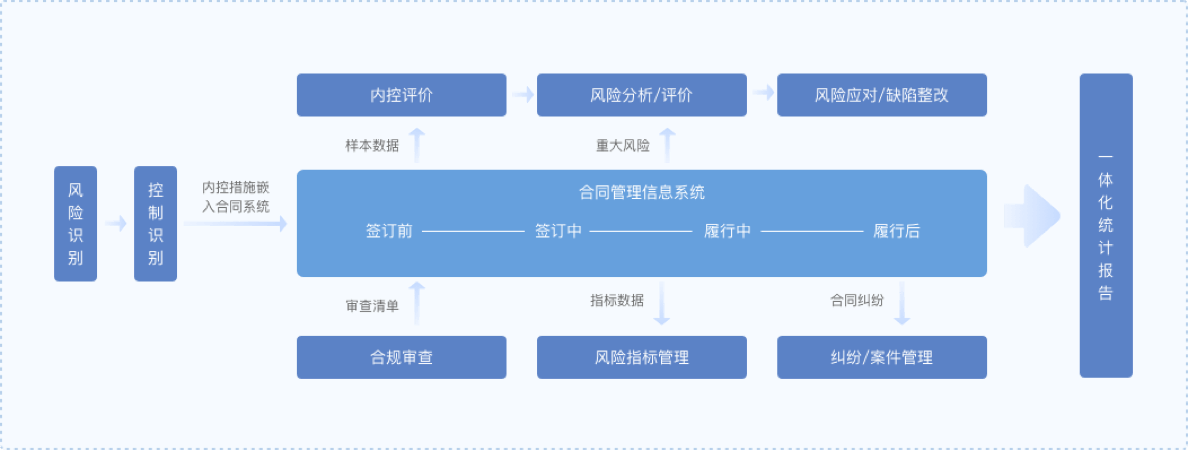 内控评价
风险分析/评价
风险应对/缺陷整改
样本数据
重大风险
风险识别
控制识别
内控措施嵌
入合同系统
合同管理信息系统
签订前
签订中
履行中
履行后
一体化统计报告
审查清单
指标数据
合同纠纷
合规审查
风险指标管理
纠纷/案件管理